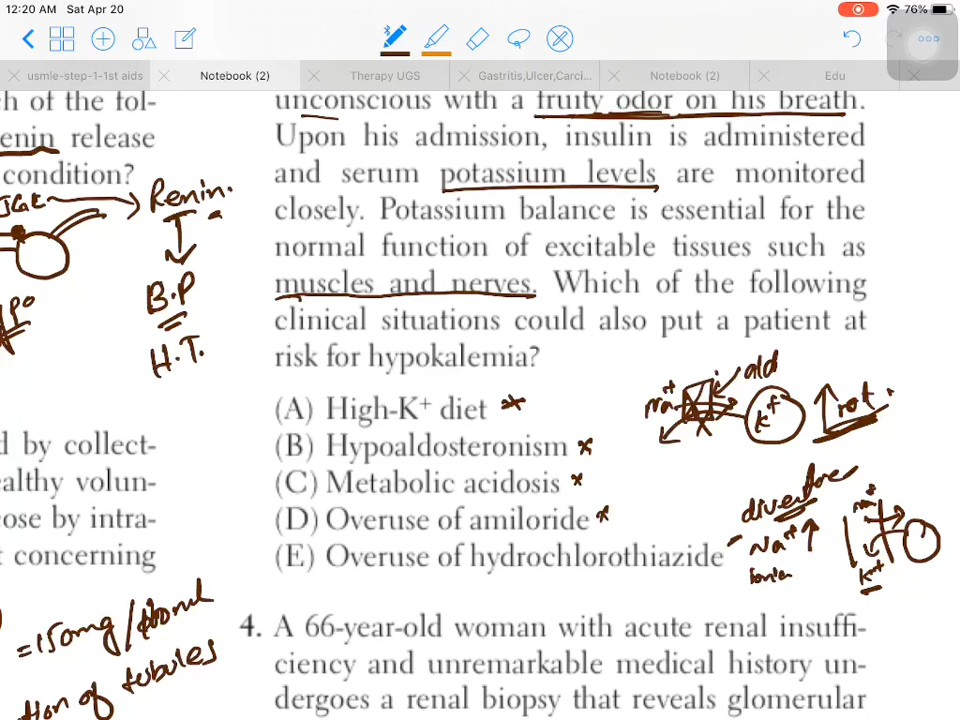 12:20 AM Sat Apr 20
76%
usmle-step-1-1st aids
Notebook (2)
Therapy UGS
Gastritis,Ulcer,Carci...
Notebook (2)
Edu
ch of the fol-
enin release
condition?
JGC
Renin.
B.P
H.T.
d by collect-
ealthy volun-
ose by intra-
t concerning
=150mg/
tion of tubules
unconscious with a fruity odor on his breath.
Upon his admission, insulin is administered
and serum potassium levels are monitored
closely. Potassium balance is essential for the
normal function of excitable tissues such as
muscles and nerves. Which of the following
clinical situations could also put a patient at
risk for hypokalemia?
(A) High-K+ diet
(B) Hypoaldosteronism
(C) Metabolic acidosis
(D) Overuse of amiloride
(E) Overuse of hydrochlorothiazide
ald
Na+
K+
Na+
Na+
K+
4. A 66-year-old woman with acute renal insuffi-
ciency and unremarkable medical history un-
dergoes a renal biopsy that reveals glomerular